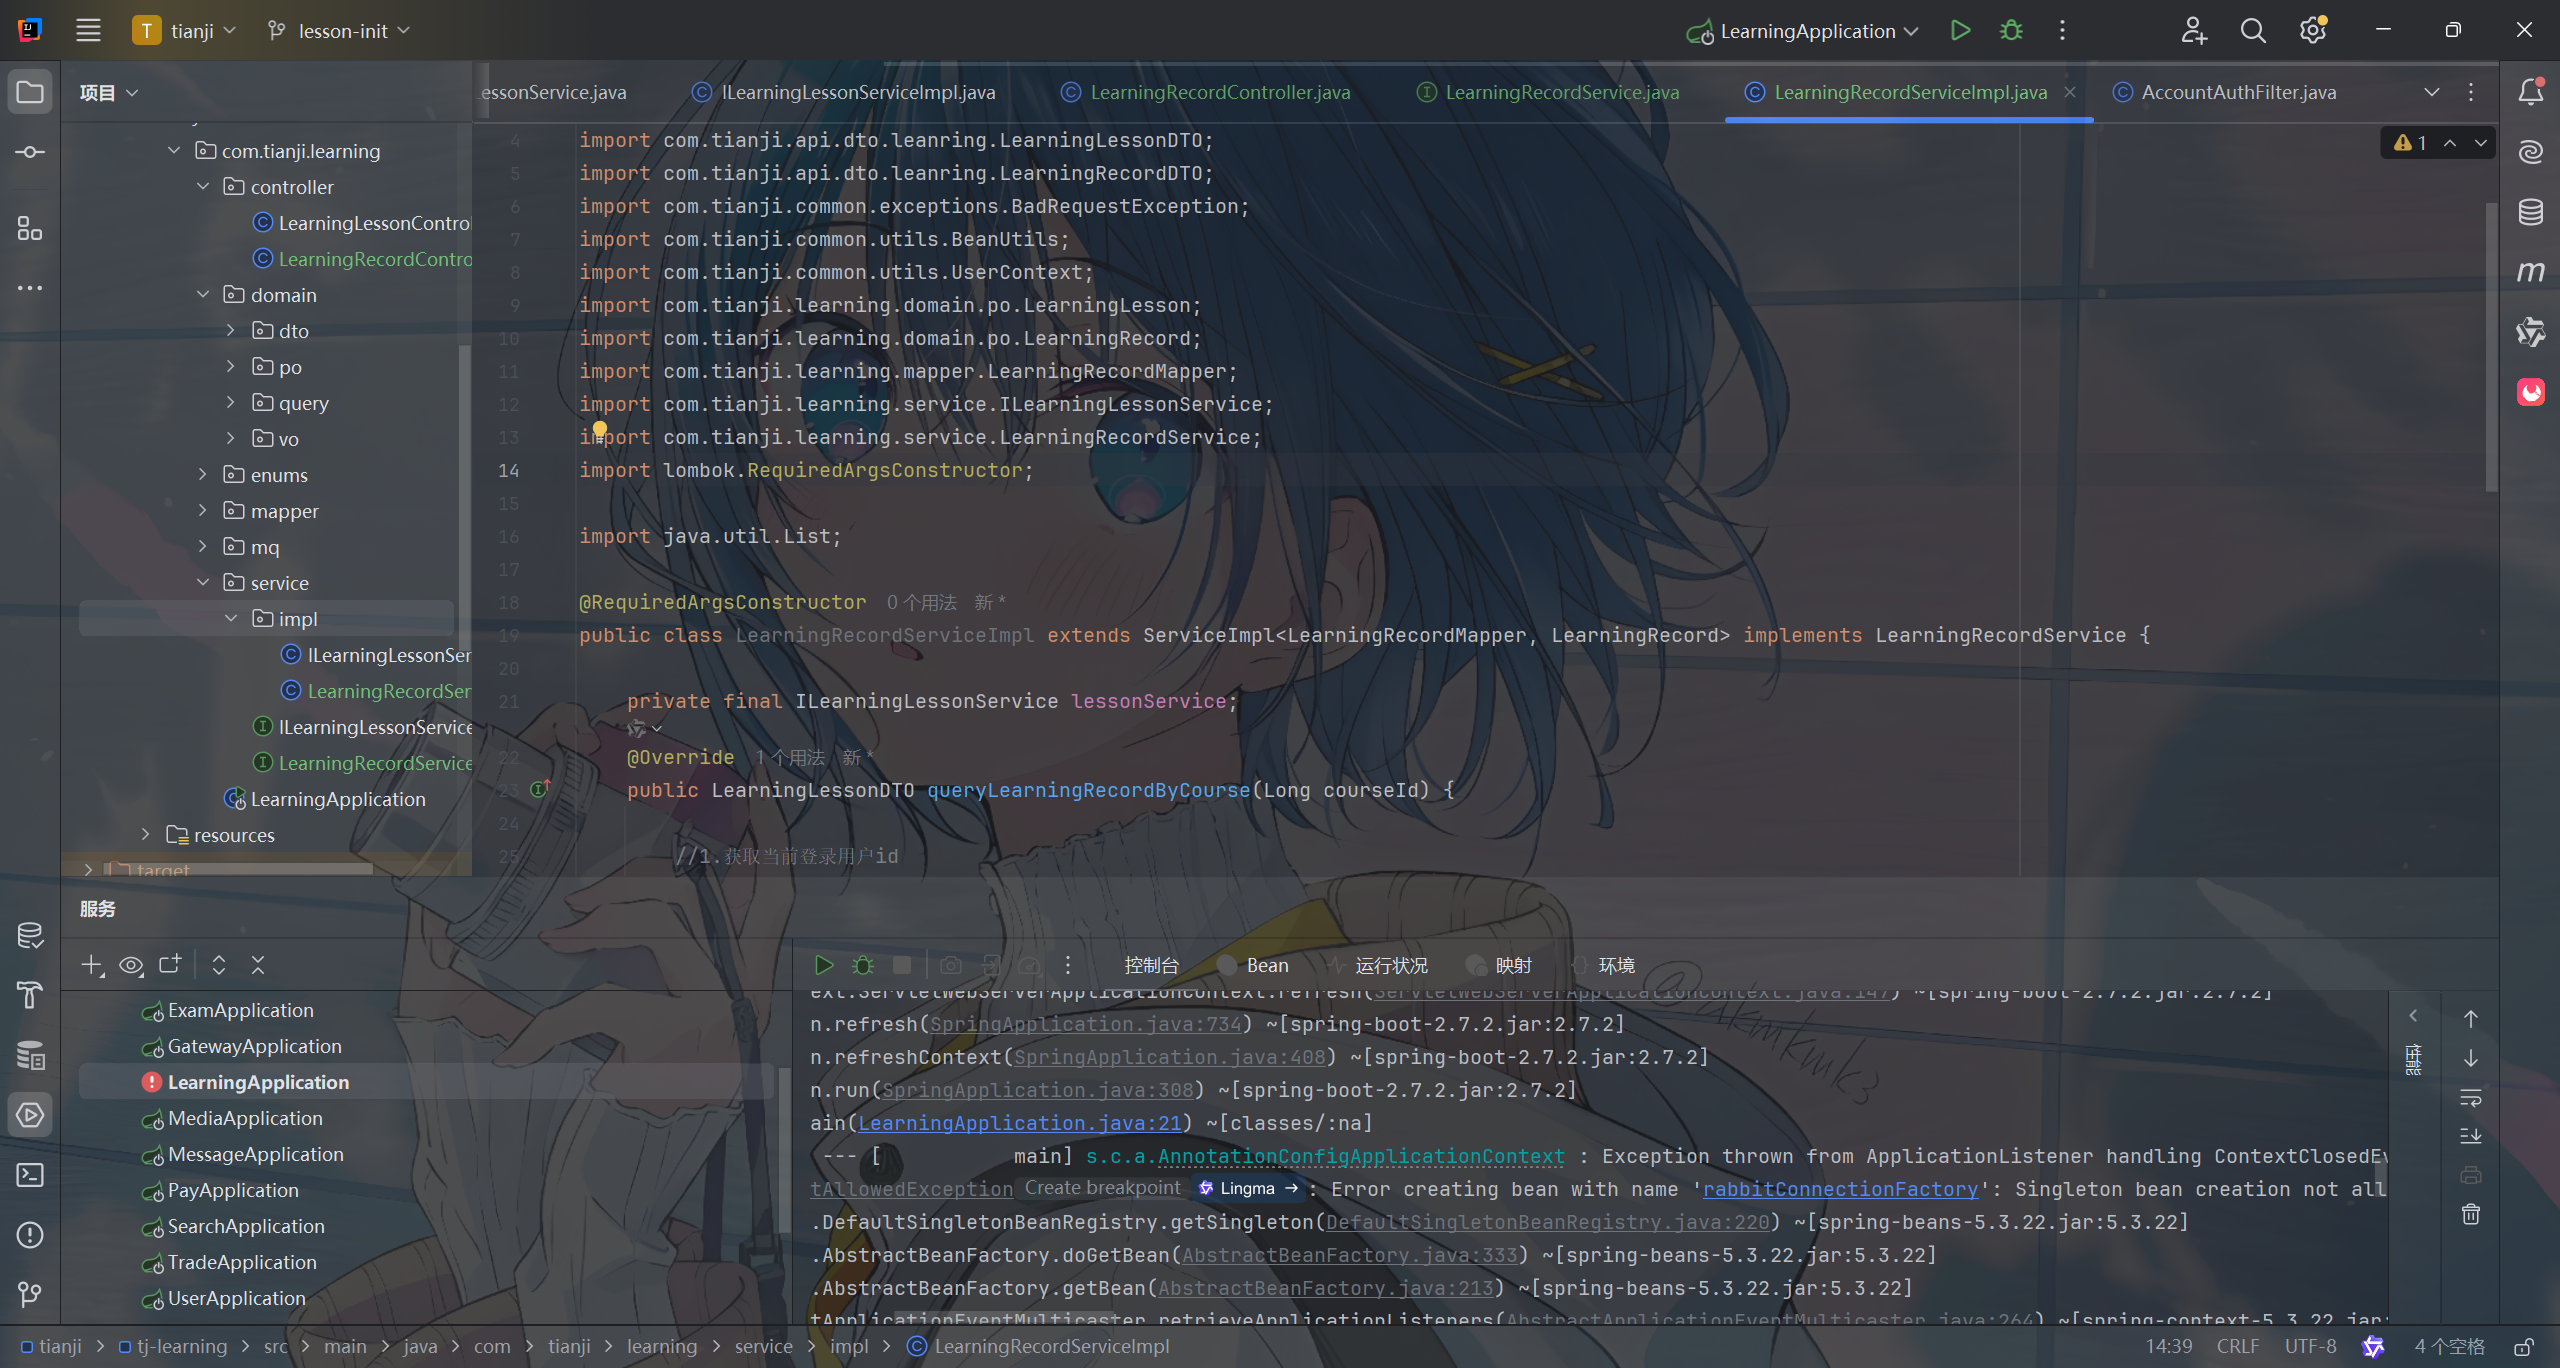 T tianji lesson-init LearningApplication
项目
essonService.java ILearningLessonServiceImpl.java LearningRecordController.java LearningRecordService.java LearningRecordServiceImpl.java AccountAuthFilter.java
com.tianji.learning
controller
LearningLessonControl
LearningRecordContro
domain
dto
po
query
vo
enums
mapper
mq
service
impl
ILearningLessonSer
LearningRecordSer
ILearningLessonService
LearningRecordService
LearningApplication
resources
target
1
4 import com.tianji.api.dto.leanring.LearningLessonDTO;
5 import com.tianji.api.dto.leanring.LearningRecordDTO;
6 import com.tianji.common.exceptions.BadRequestException;
7 import com.tianji.common.utils.BeanUtils;
8 import com.tianji.common.utils.UserContext;
9 import com.tianji.learning.domain.po.LearningLesson;
10 import com.tianji.learning.domain.po.LearningRecord;
11 import com.tianji.learning.mapper.LearningRecordMapper;
12 import com.tianji.learning.service.ILearningLessonService;
13 import com.tianji.learning.service.LearningRecordService;
14 import lombok.RequiredArgsConstructor;
15
16 import java.util.List;
17
18 @RequiredArgsConstructor 0 个用法 新 *
19 public class LearningRecordServiceImpl extends ServiceImpl<LearningRecordMapper, LearningRecord> implements LearningRecordService {
20
21 private final ILearningLessonService lessonService;
22 @Override 1 个用法 新 *
23 public LearningLessonDTO queryLearningRecordByCourse(Long courseId) {
24
25 //1.获取当前登录用户id
服务
控制台 Bean 运行状况 映射 环境
ExamApplication
GatewayApplication
LearningApplication
MediaApplication
MessageApplication
PayApplication
SearchApplication
TradeApplication
UserApplication
ext.ServletWebServerApplicationContext.refresh(ServletWebServerApplicationContext.java:147) ~[spring-boot-2.7.2.jar:2.7.2]
n.refresh(SpringApplication.java:734) ~[spring-boot-2.7.2.jar:2.7.2]
n.refreshContext(SpringApplication.java:408) ~[spring-boot-2.7.2.jar:2.7.2]
n.run(SpringApplication.java:308) ~[spring-boot-2.7.2.jar:2.7.2]
ain(LearningApplication.java:21) ~[classes/:na]
--- [ main] s.c.a.AnnotationConfigApplicationContext : Exception thrown from ApplicationListener handling ContextClosedEv
tAllowedException Create breakpoint Lingma → : Error creating bean with name 'rabbitConnectionFactory': Singleton bean creation not all
.DefaultSingletonBeanRegistry.getSingleton(DefaultSingletonBeanRegistry.java:220) ~[spring-beans-5.3.22.jar:5.3.22]
.AbstractBeanFactory.doGetBean(AbstractBeanFactory.java:333) ~[spring-beans-5.3.22.jar:5.3.22]
.AbstractBeanFactory.getBean(AbstractBeanFactory.java:213) ~[spring-beans-5.3.22.jar:5.3.22]
tApplicationEventMulticaster.retrieveApplicationListeners(AbstractApplicationEventMulticaster.java:264) ~[spring-context-5.3.22.jar:
性能
tianji > tj-learning > src > main > java > com > tianji > learning > service > impl > LearningRecordServiceImpl
14:39 CRLF UTF-8 4 个空格